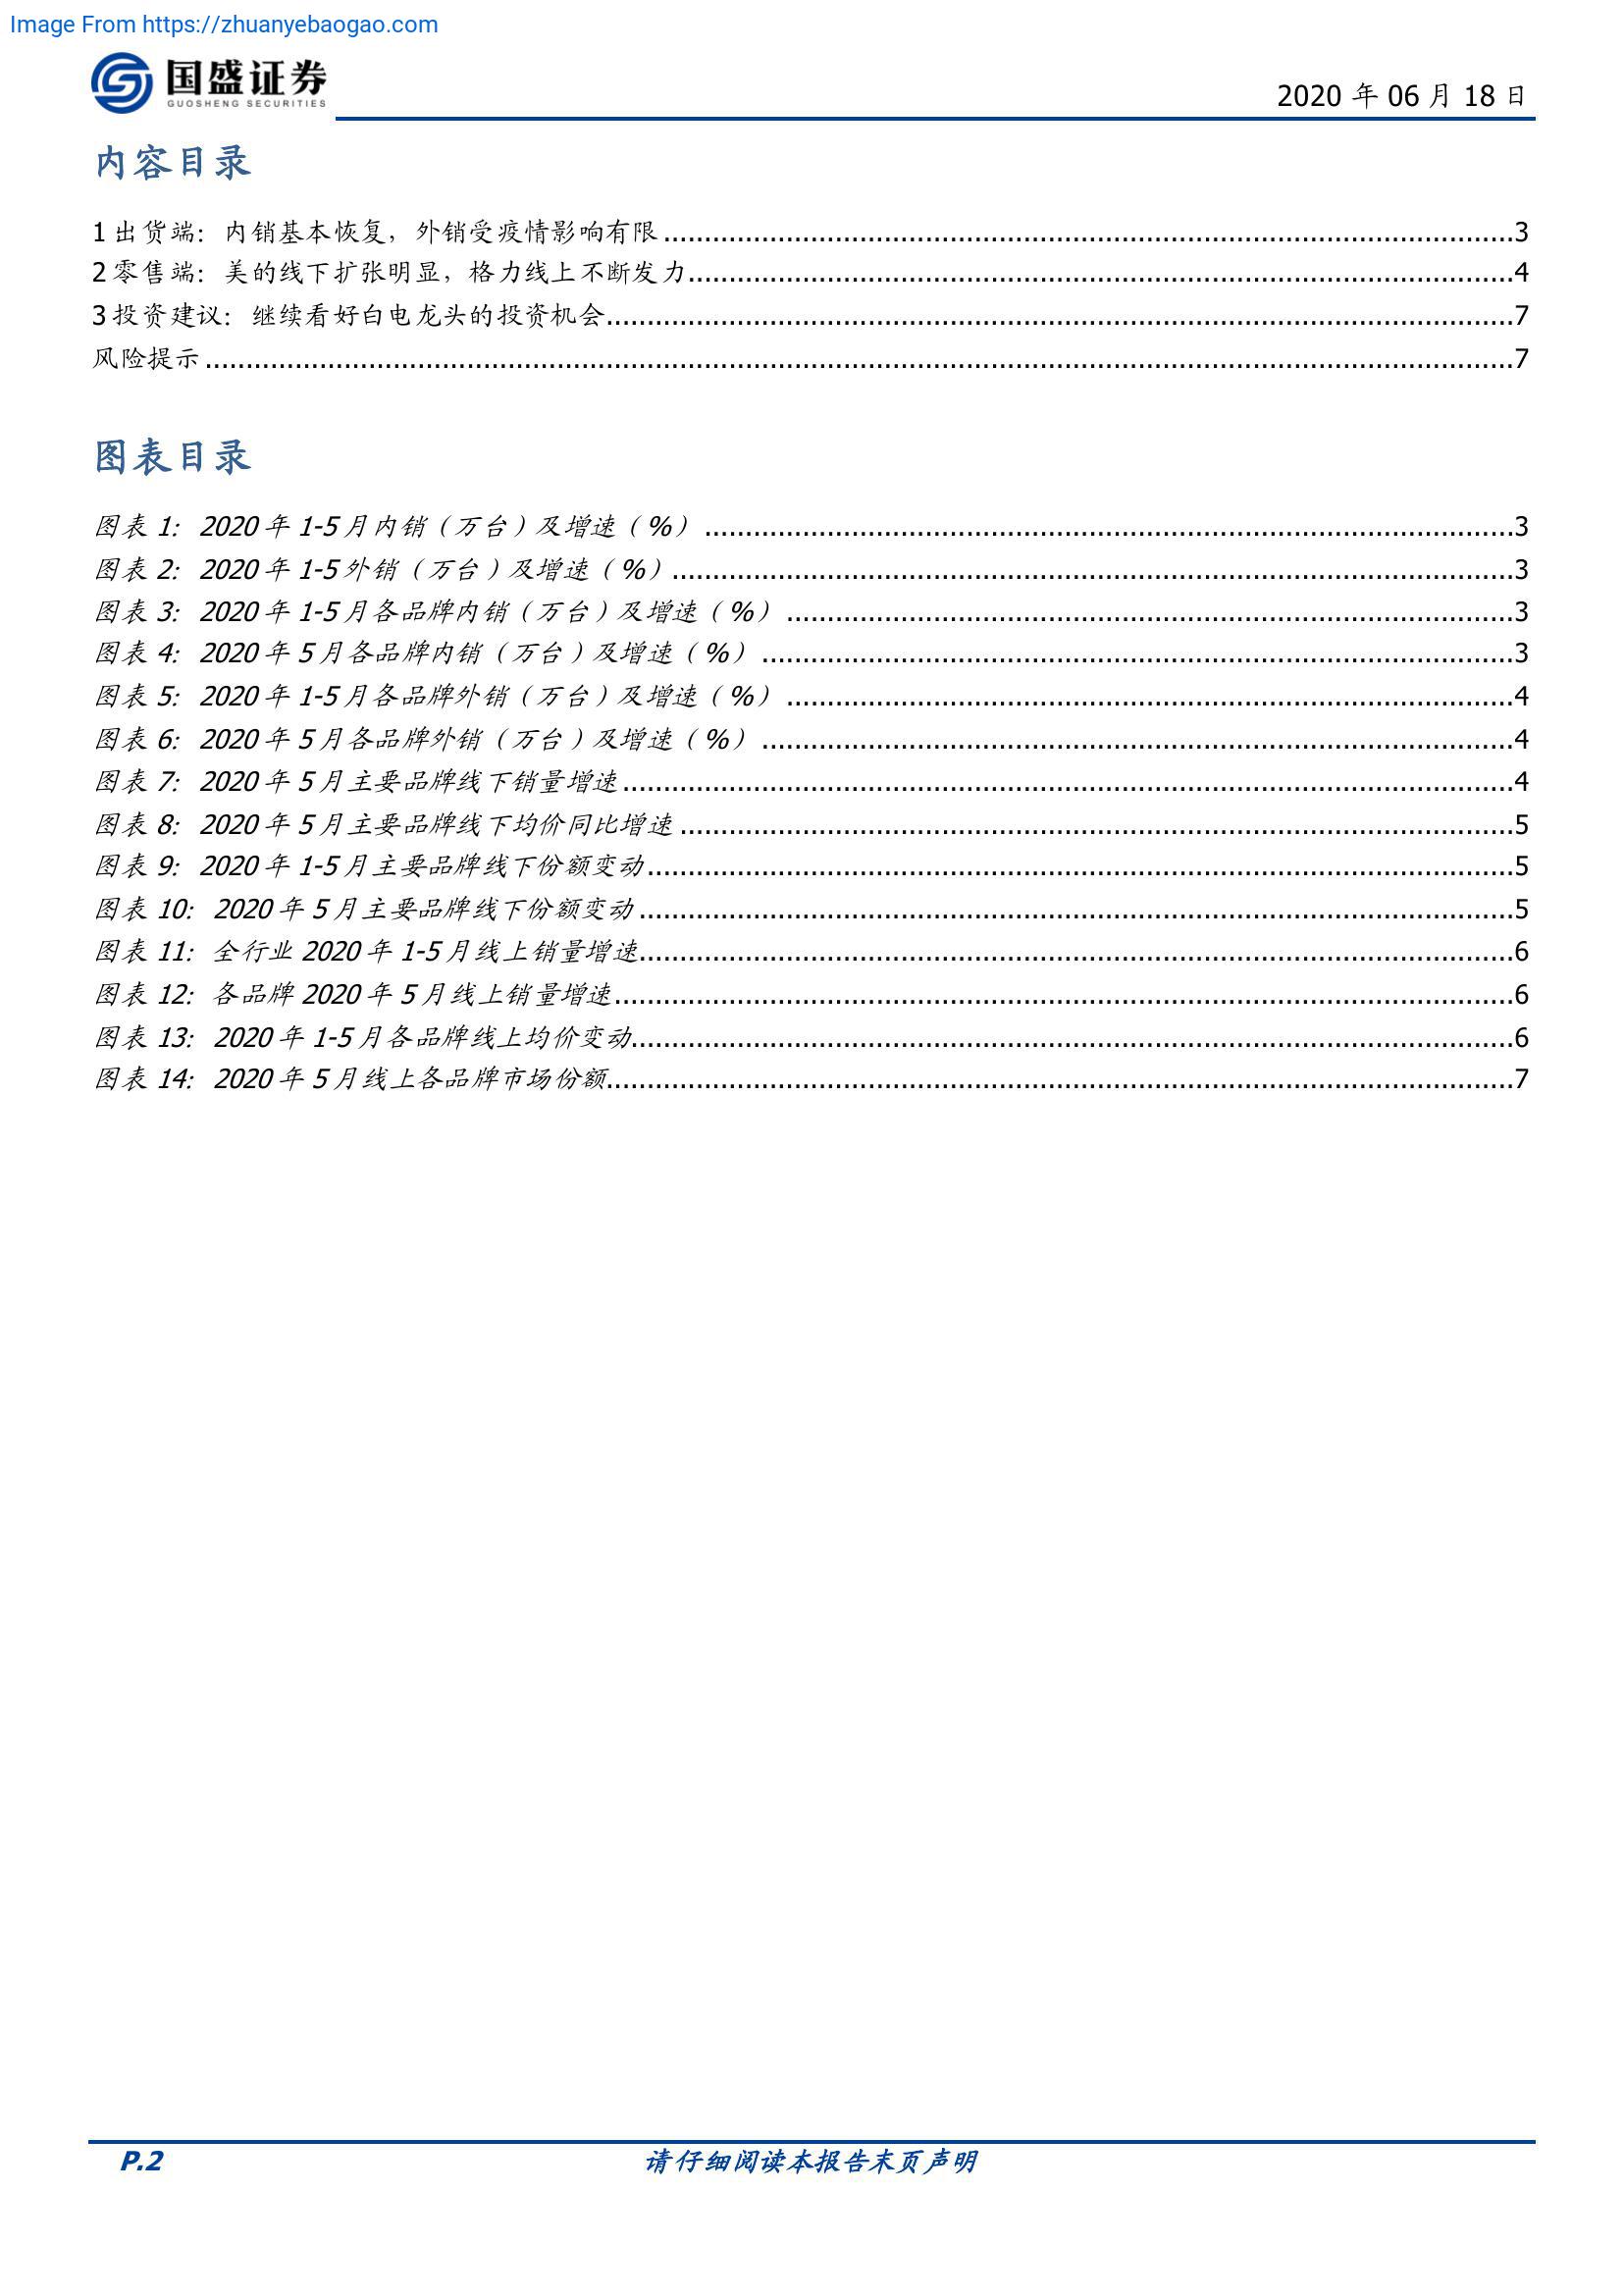 Image From https://zhuanyebaogao.com
国盛证券
GUOSHENG SECURITIES
2020 年 06 月 18 日
内容目录
1 出货端：内销基本恢复，外销受疫情影响有限 3
2 零售端：美的线下扩张明显，格力线上不断发力 4
3 投资建议：继续看好白电龙头的投资机会 7
风险提示 7
图表目录
图表 1: 2020 年 1-5 月内销（万台）及增速（%） 3
图表 2: 2020 年 1-5 外销（万台）及增速（%） 3
图表 3: 2020 年 1-5 月各品牌内销（万台）及增速（%） 3
图表 4: 2020 年 5 月各品牌内销（万台）及增速（%） 3
图表 5: 2020 年 1-5 月各品牌外销（万台）及增速（%） 4
图表 6: 2020 年 5 月各品牌外销（万台）及增速（%） 4
图表 7: 2020 年 5 月主要品牌线下销量增速 4
图表 8: 2020 年 5 月主要品牌线下均价同比增速 5
图表 9: 2020 年 1-5 月主要品牌线下份额变动 5
图表 10: 2020 年 5 月主要品牌线下份额变动 5
图表 11: 全行业 2020 年 1-5 月线上销量增速 6
图表 12: 各品牌 2020 年 5 月线上销量增速 6
图表 13: 2020 年 1-5 月各品牌线上均价变动 6
图表 14: 2020 年 5 月线上各品牌市场份额 7
P.2 请仔细阅读本报告末页声明